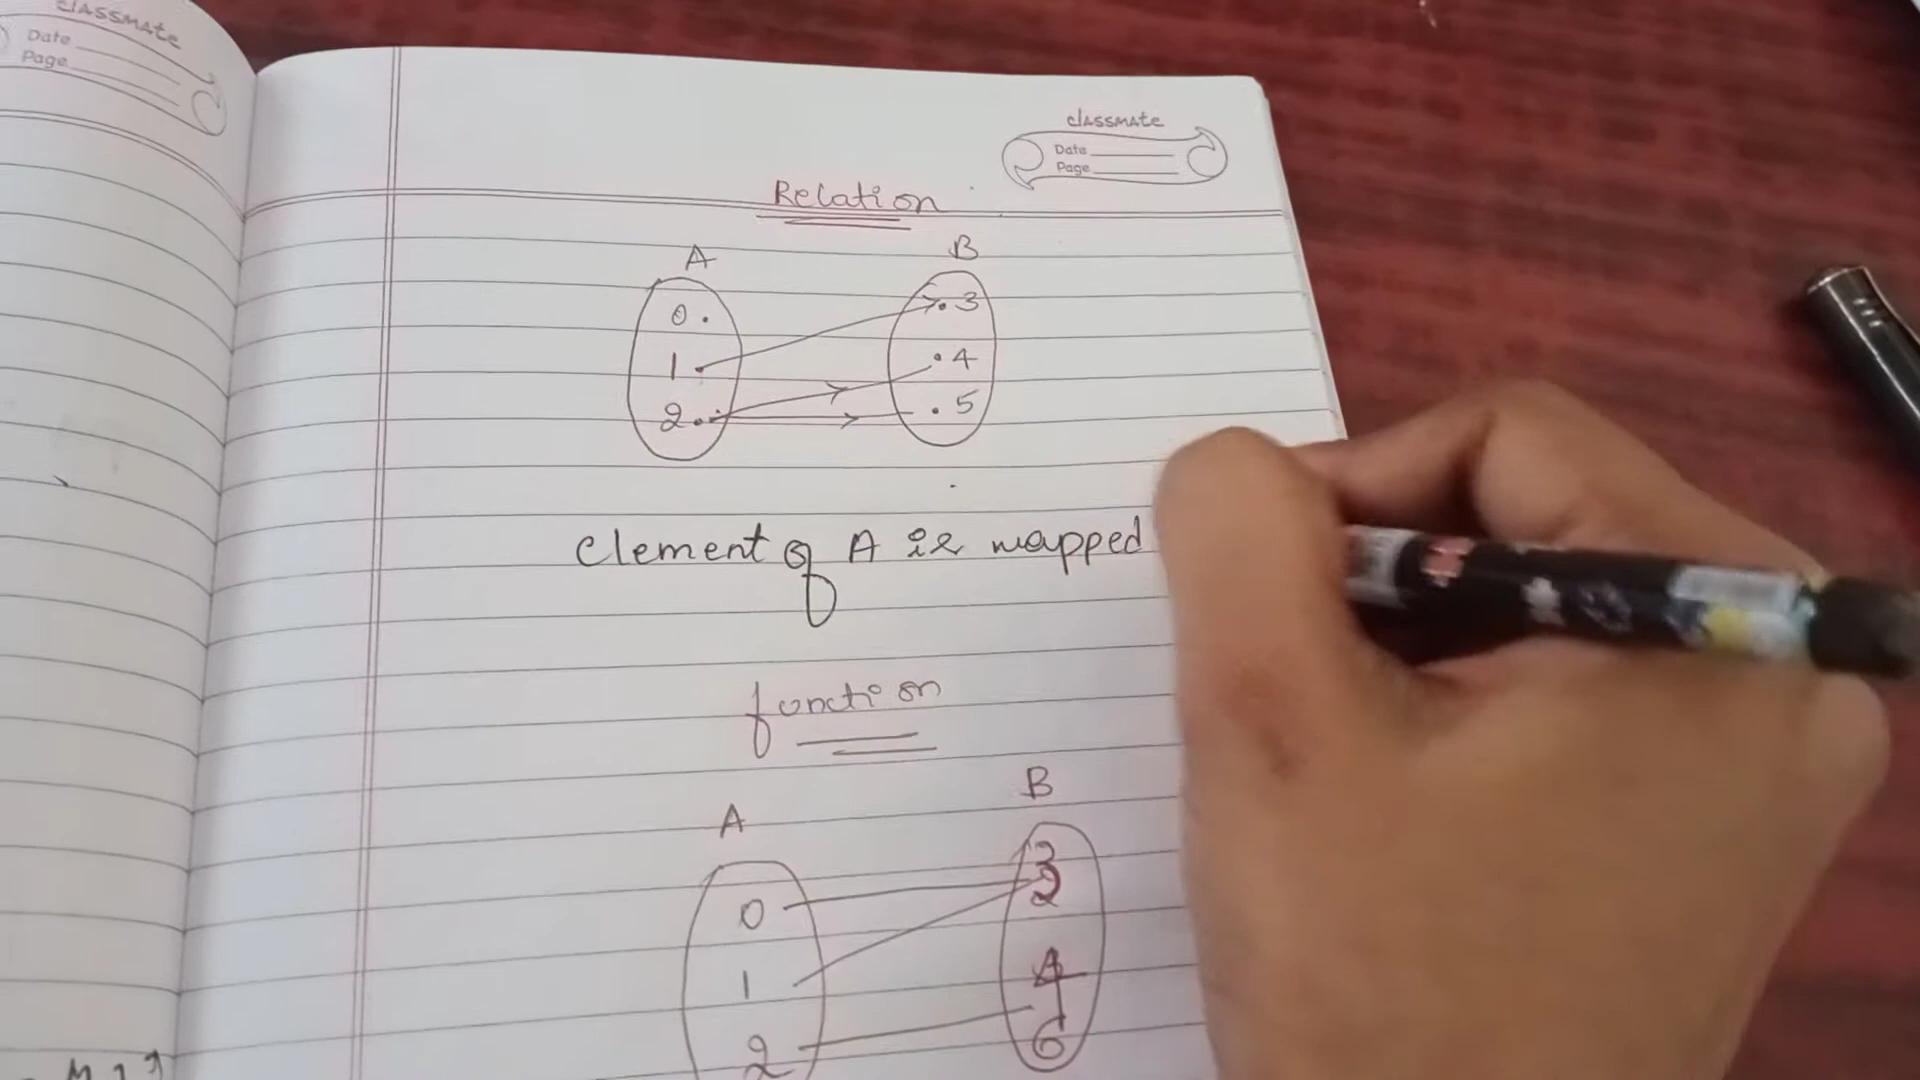 classmate
Date
Page
classmate
Date
Page
Relation
A B
0 . . 3
1 . . 4
2 . . 5
Element of A is mapped
function
A B
0 3
1 4
2 6